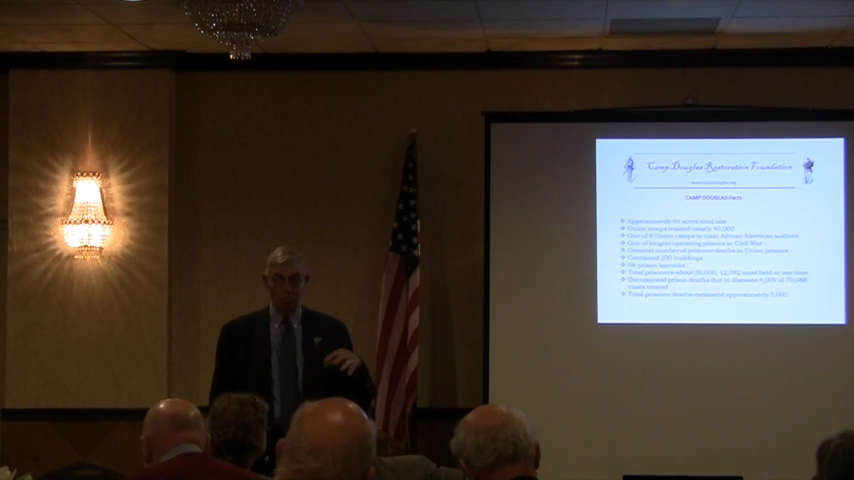 Camp Douglas Restoration Foundation
www.campdouglas.org
CAMP DOUGLAS-Facts
❖ Approximately 60 acres total size
❖ Union troops trained-nearly 40,000
❖ One of 8 Union camps to train African American soldiers
❖ One of longest operating prisons in Civil War
❖ Greatest number of prisoner deaths in Union prisons
❖ Contained 200 buildings
❖ 66 prison barracks
❖ Total prisoners-about 30,000, 12,082 most held at one time
❖ Documented prison deaths due to diseases 4,009 of 70,088
cases treated
❖ Total prisoner deaths-estimated approximately 5,000